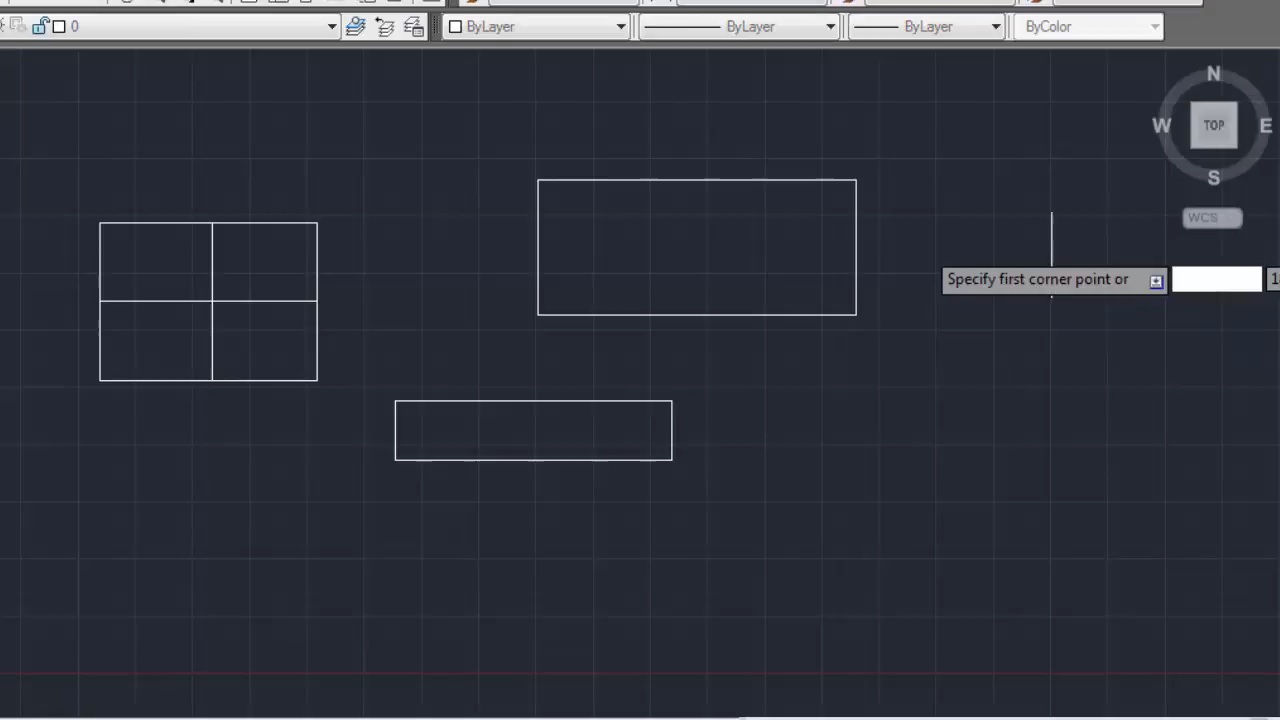 0 ByLayer ByLayer ByLayer ByColor
N
W TOP E
S
WCS
Specify first corner point or